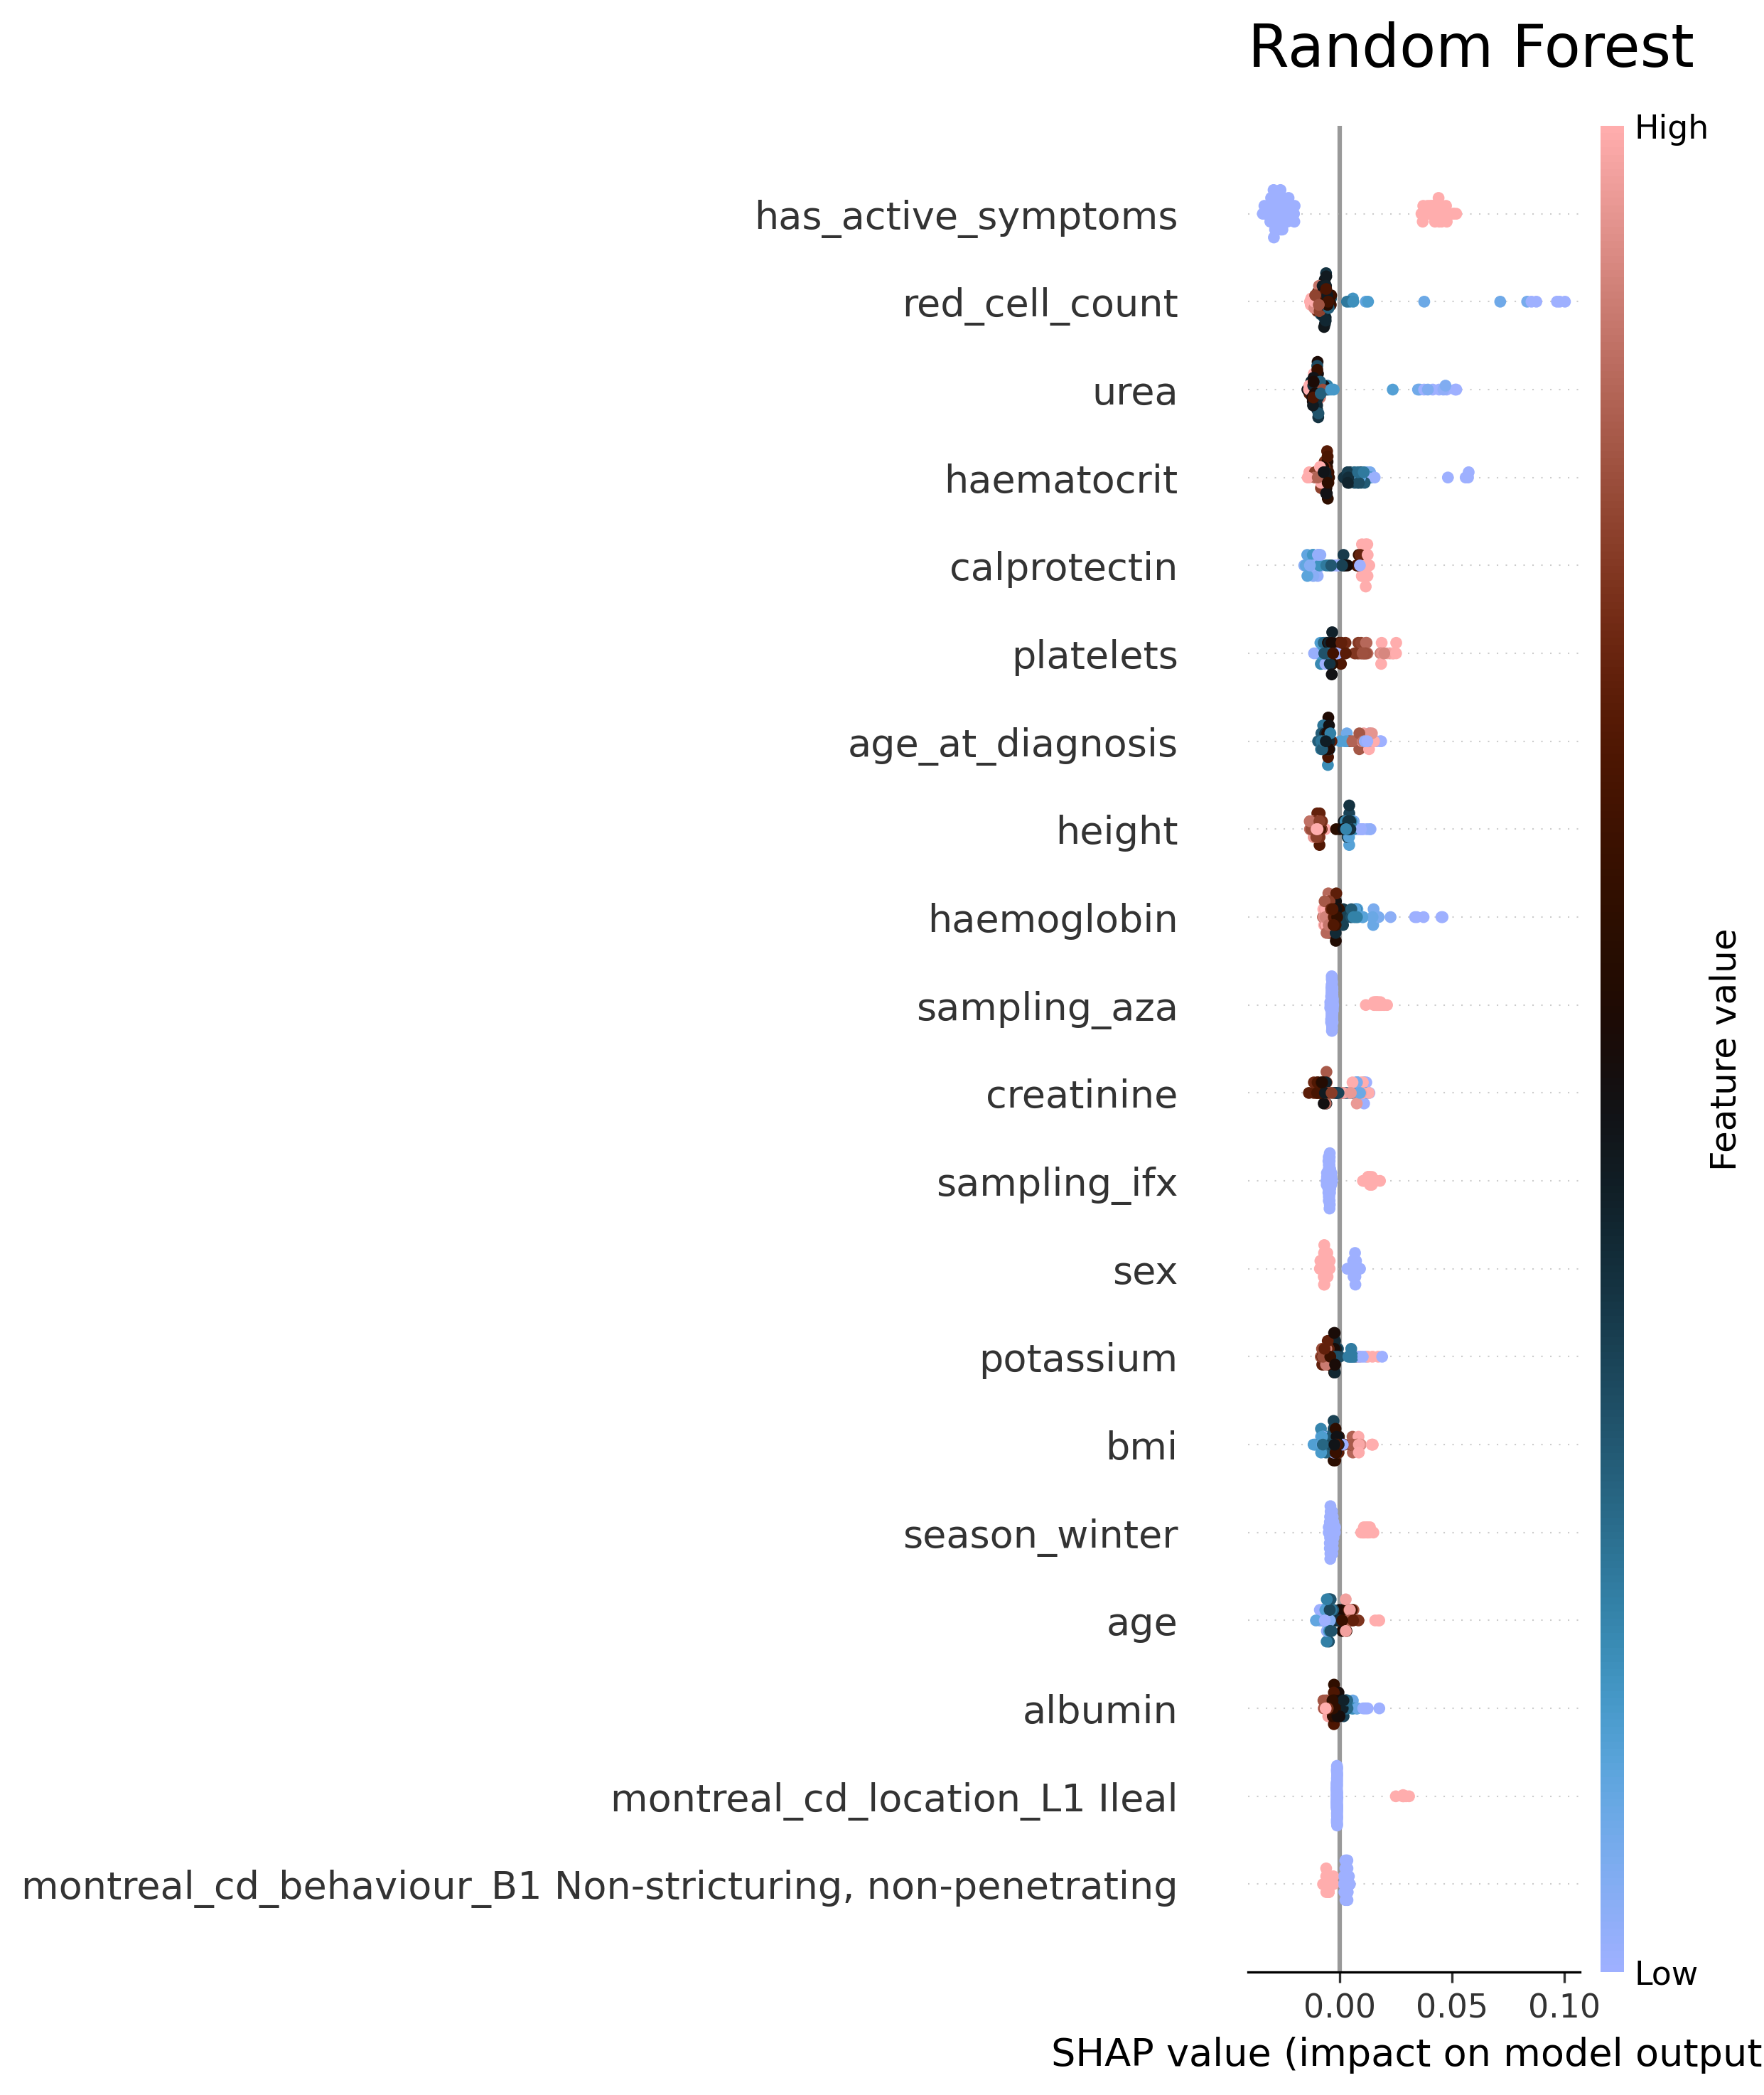 Random Forest
High
has_active_symptoms
red_cell_count
urea
haematocrit
calprotectin
platelets
age_at_diagnosis
height
haemoglobin
sampling_aza
creatinine
sampling_ifx
sex
potassium
bmi
season_winter
age
albumin
montreal_cd_location_L1 Ileal
montreal_cd_behaviour_B1 Non-stricturing, non-penetrating
Feature value
Low
0.00 0.05 0.10
SHAP value (impact on model output